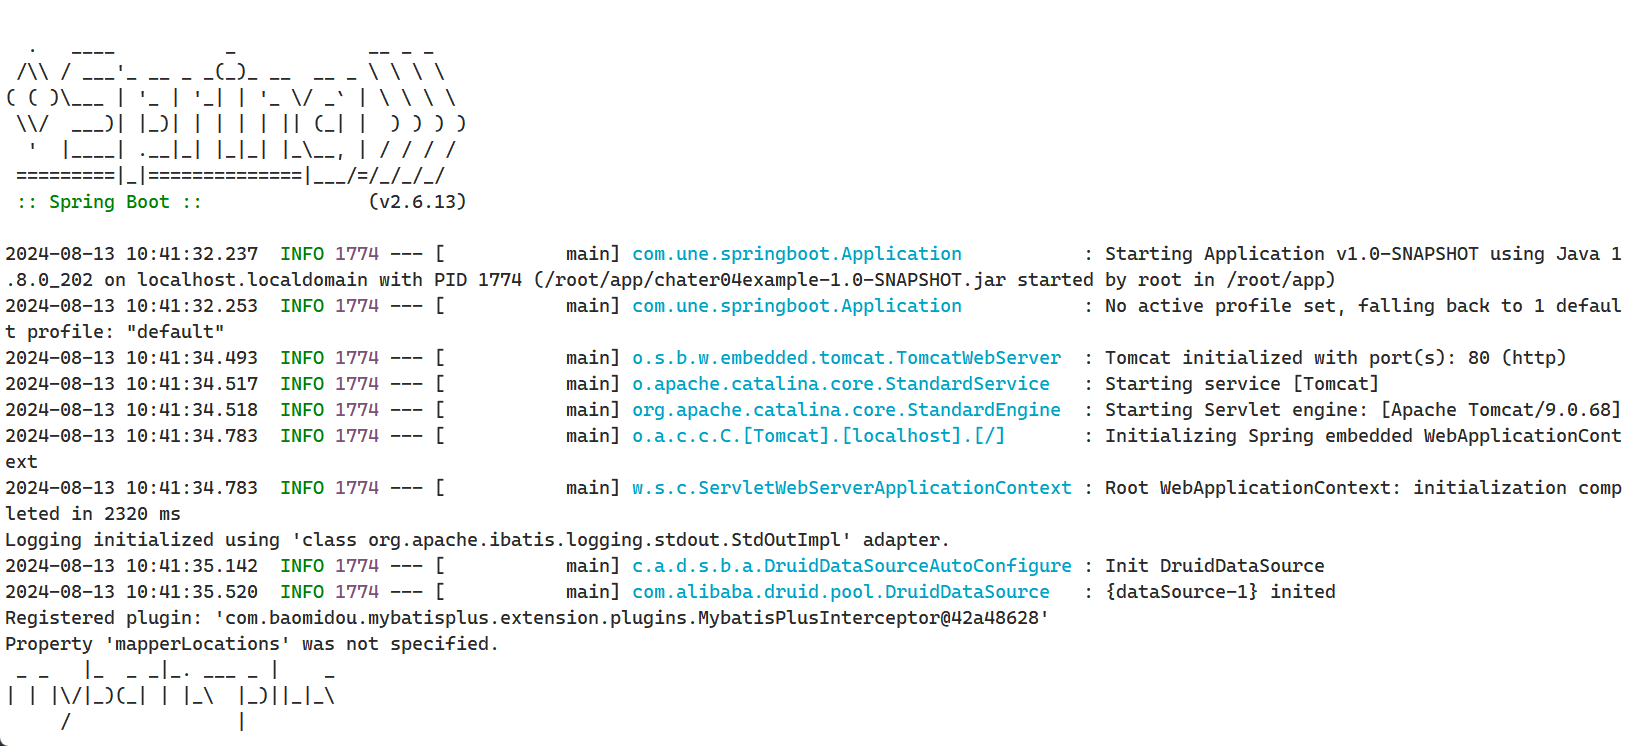 .   ____          _            __ _ _
 /\\ / ___'_ __ _ _(_)_ __  __ _ \ \ \ \
( ( )\___ | '_ | '_| | '_ \/ _` | \ \ \ \
 \\/  ___)| |_)| | | | | || (_| |  ) ) ) )
  '  |____| .__|_| |_|_| |_\__, | / / / /
 =========|_|==============|___/=/_/_/_/
 :: Spring Boot ::               (v2.6.13)
2024-08-13 10:41:32.237  INFO 1774 --- [           main] com.une.springboot.Application           : Starting Application v1.0-SNAPSHOT using Java 1
.8.0_202 on localhost.localdomain with PID 1774 (/root/app/chater04example-1.0-SNAPSHOT.jar started by root in /root/app)
2024-08-13 10:41:32.253  INFO 1774 --- [           main] com.une.springboot.Application           : No active profile set, falling back to 1 defaul
t profile: "default"
2024-08-13 10:41:34.493  INFO 1774 --- [           main] o.s.b.w.embedded.tomcat.TomcatWebServer  : Tomcat initialized with port(s): 80 (http)
2024-08-13 10:41:34.517  INFO 1774 --- [           main] o.apache.catalina.core.StandardService   : Starting service [Tomcat]
2024-08-13 10:41:34.518  INFO 1774 --- [           main] org.apache.catalina.core.StandardEngine  : Starting Servlet engine: [Apache Tomcat/9.0.68]
2024-08-13 10:41:34.783  INFO 1774 --- [           main] o.a.c.c.C.[Tomcat].[localhost].[/]       : Initializing Spring embedded WebApplicationCont
ext
2024-08-13 10:41:34.783  INFO 1774 --- [           main] w.s.c.ServletWebServerApplicationContext : Root WebApplicationContext: initialization comp
leted in 2320 ms
Logging initialized using 'class org.apache.ibatis.logging.stdout.StdOutImpl' adapter.
2024-08-13 10:41:35.142  INFO 1774 --- [           main] c.a.d.s.b.a.DruidDataSourceAutoConfigure : Init DruidDataSource
2024-08-13 10:41:35.520  INFO 1774 --- [           main] com.alibaba.druid.pool.DruidDataSource   : {dataSource-1} inited
Registered plugin: 'com.baomidou.mybatisplus.extension.plugins.MybatisPlusInterceptor@42a48628'
Property 'mapperLocations' was not specified.
 _ _   |_  _ _|_. ___ _ |    _
| | |\/|_)(_| | |_\  |_)||_|_\
     /               |